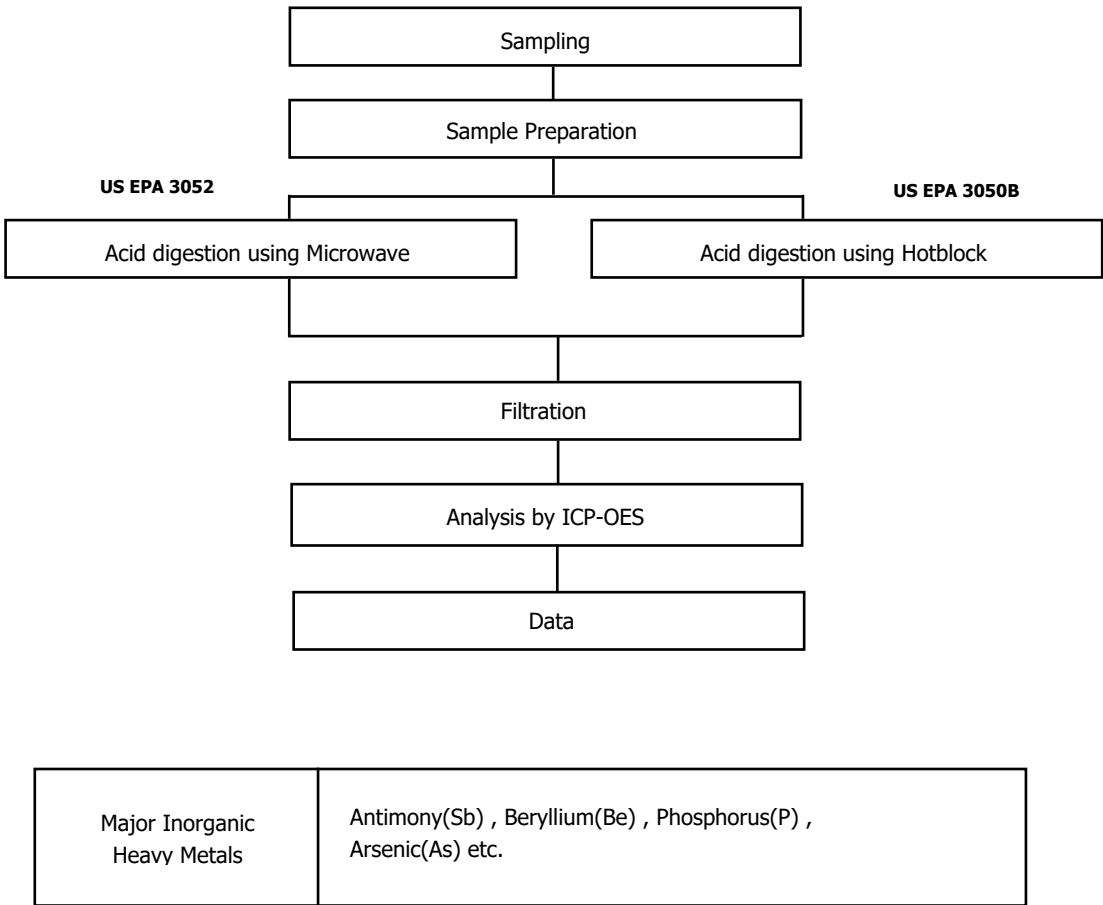 Sampling
Sample Preparation
US EPA 3052
US EPA 3050B
Acid digestion using Microwave
Acid digestion using Hotblock
Filtration
Analysis by ICP-OES
Data
Major Inorganic
Heavy Metals
Antimony(Sb) , Beryllium(Be) , Phosphorus(P) ,
Arsenic(As) etc.